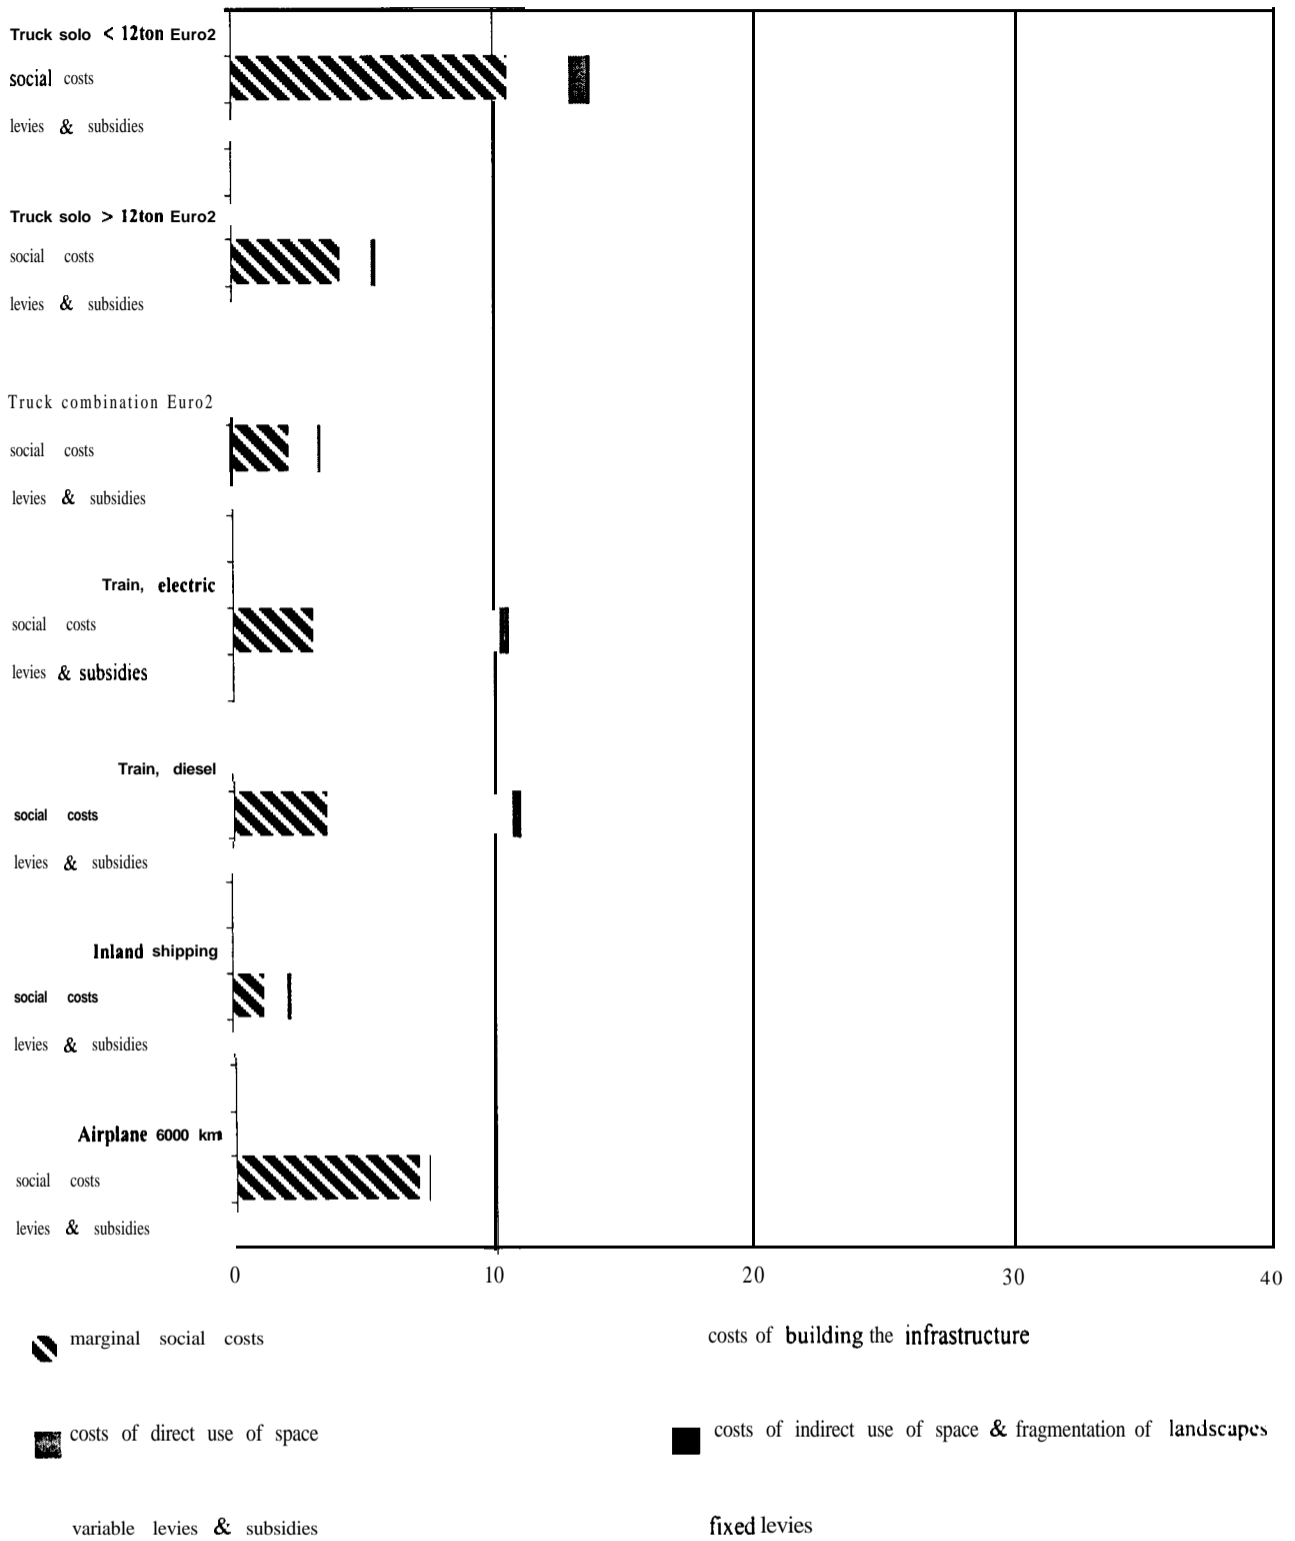 Truck solo < 12ton Euro2
social costs
levies & subsidies
Truck solo > 12ton Euro2
social costs
levies & subsidies
Truck combination Euro2
social costs
levies & subsidies
Train, electric
social costs
levies & subsidies
Train, diesel
social costs
levies & subsidies
Inland shipping
social costs
levies & subsidies
Airplane 6000 km
social costs
levies & subsidies
0 10 20 30 40
marginal social costs
costs of building the infrastructure
costs of direct use of space
costs of indirect use of space & fragmentation of landscapes
variable levies & subsidies
fixed levies